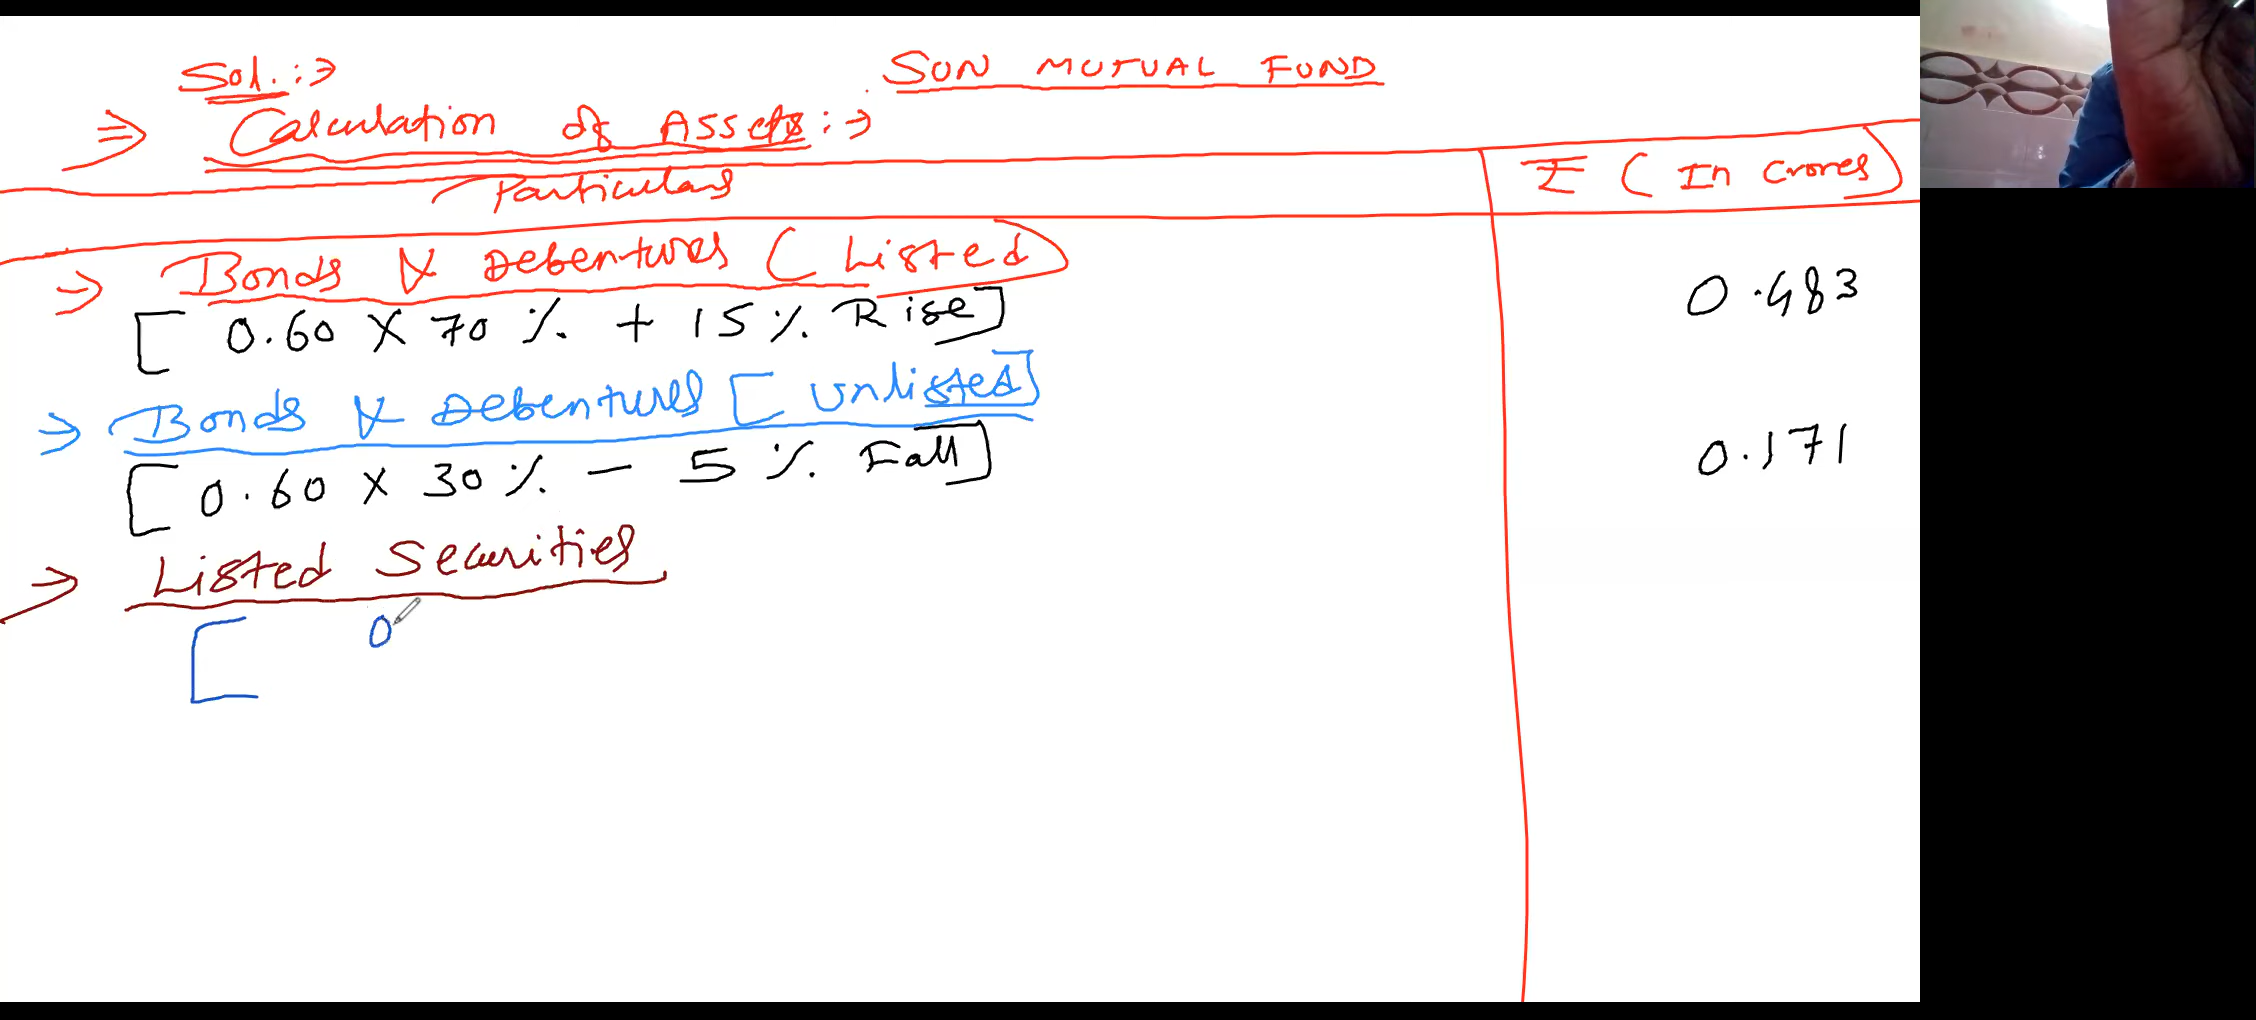 Sol. :⇒
SUN MUTUAL FUND
⇒ Calculation of Assets :→
Particulars
₹ (In Crores)
⇒ Bonds & Debentures (Listed)
[0.60 X 70 % + 15 % Rise]
0.483
⇒ Bonds & Debentures [Unlisted]
[0.60 X 30 % - 5 % Fall]
0.171
⇒ Listed Securities
[ 0